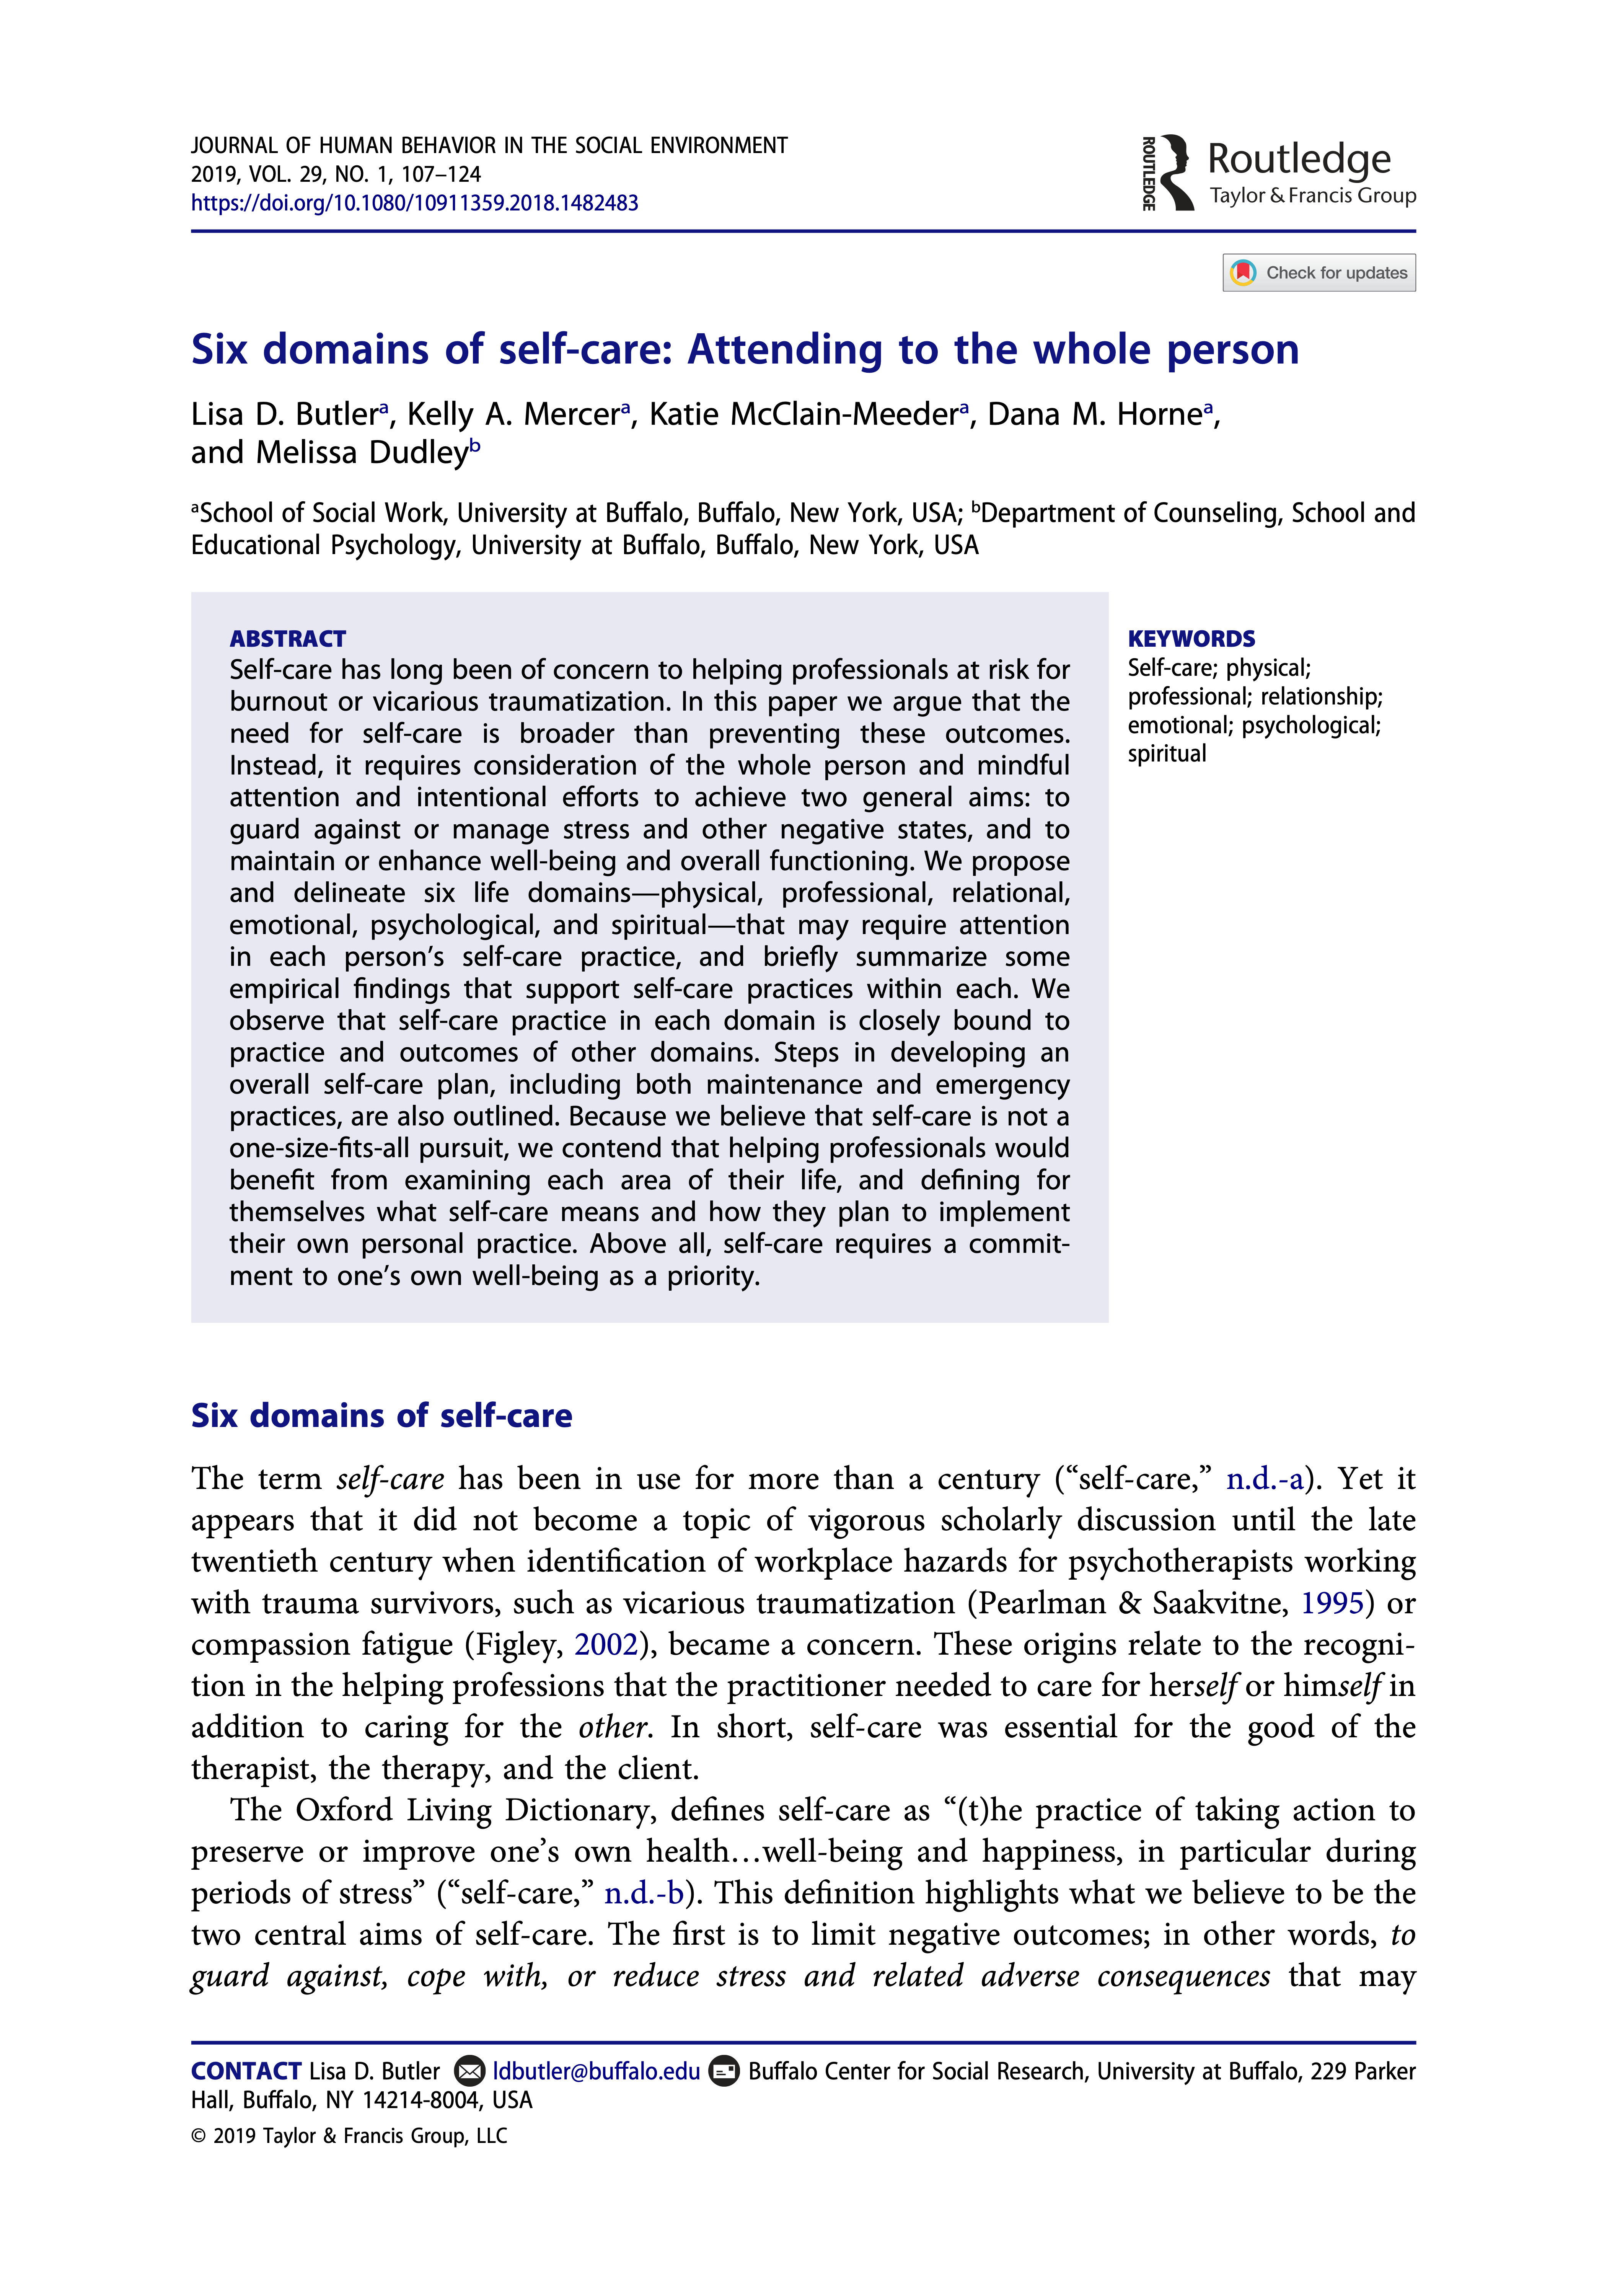 JOURNAL OF HUMAN BEHAVIOR IN THE SOCIAL ENVIRONMENT
2019, VOL. 29, NO. 1, 107–124
https://doi.org/10.1080/10911359.2018.1482483
ROUTLEDGE
Routledge
Taylor & Francis Group
Check for updates
Six domains of self-care: Attending to the whole person
Lisa D. Butlerᵃ, Kelly A. Mercerᵃ, Katie McClain-Meederᵃ, Dana M. Horneᵃ,
and Melissa Dudleyᵇ
ᵃSchool of Social Work, University at Buffalo, Buffalo, New York, USA; ᵇDepartment of Counseling, School and
Educational Psychology, University at Buffalo, Buffalo, New York, USA
ABSTRACT
Self-care has long been of concern to helping professionals at risk for
burnout or vicarious traumatization. In this paper we argue that the
need for self-care is broader than preventing these outcomes.
Instead, it requires consideration of the whole person and mindful
attention and intentional efforts to achieve two general aims: to
guard against or manage stress and other negative states, and to
maintain or enhance well-being and overall functioning. We propose
and delineate six life domains—physical, professional, relational,
emotional, psychological, and spiritual—that may require attention
in each person’s self-care practice, and briefly summarize some
empirical findings that support self-care practices within each. We
observe that self-care practice in each domain is closely bound to
practice and outcomes of other domains. Steps in developing an
overall self-care plan, including both maintenance and emergency
practices, are also outlined. Because we believe that self-care is not a
one-size-fits-all pursuit, we contend that helping professionals would
benefit from examining each area of their life, and defining for
themselves what self-care means and how they plan to implement
their own personal practice. Above all, self-care requires a commit-
ment to one’s own well-being as a priority.
KEYWORDS
Self-care; physical;
professional; relationship;
emotional; psychological;
spiritual
Six domains of self-care
The term self-care has been in use for more than a century (“self-care,” n.d.-a). Yet it
appears that it did not become a topic of vigorous scholarly discussion until the late
twentieth century when identification of workplace hazards for psychotherapists working
with trauma survivors, such as vicarious traumatization (Pearlman & Saakvitne, 1995) or
compassion fatigue (Figley, 2002), became a concern. These origins relate to the recogni-
tion in the helping professions that the practitioner needed to care for herself or himself in
addition to caring for the other. In short, self-care was essential for the good of the
therapist, the therapy, and the client.
The Oxford Living Dictionary, defines self-care as “(t)he practice of taking action to
preserve or improve one’s own health…well-being and happiness, in particular during
periods of stress” (“self-care,” n.d.-b). This definition highlights what we believe to be the
two central aims of self-care. The first is to limit negative outcomes; in other words, to
guard against, cope with, or reduce stress and related adverse consequences that may
CONTACT Lisa D. Butler ldbutler@buffalo.edu Buffalo Center for Social Research, University at Buffalo, 229 Parker
Hall, Buffalo, NY 14214-8004, USA
© 2019 Taylor & Francis Group, LLC